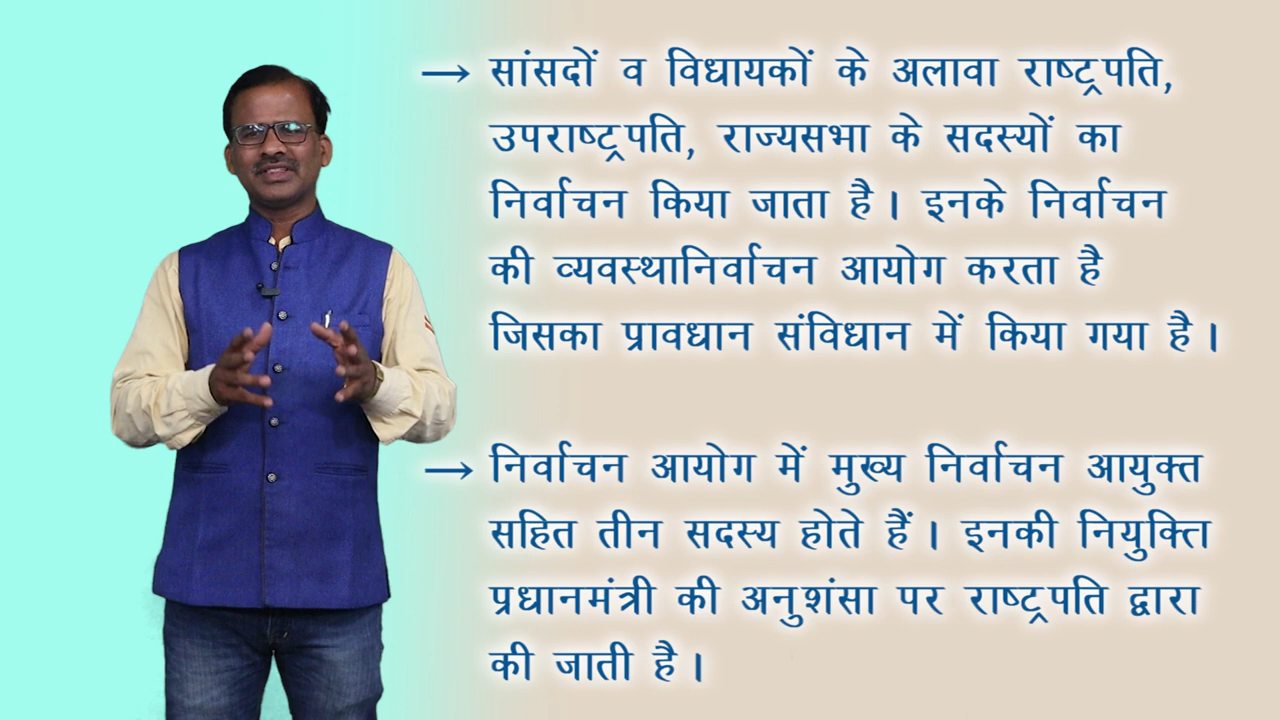 → सांसदों व विधायकों के अलावा राष्ट्रपति,
उपराष्ट्रपति, राज्यसभा के सदस्यों का
निर्वाचन किया जाता है। इनके निर्वाचन
की व्यवस्थानिर्वाचन आयोग करता है
जिसका प्रावधान संविधान में किया गया है।
→ निर्वाचन आयोग में मुख्य निर्वाचन आयुक्त
सहित तीन सदस्य होते हैं। इनकी नियुक्ति
प्रधानमंत्री की अनुशंसा पर राष्ट्रपति द्वारा
की जाती है।